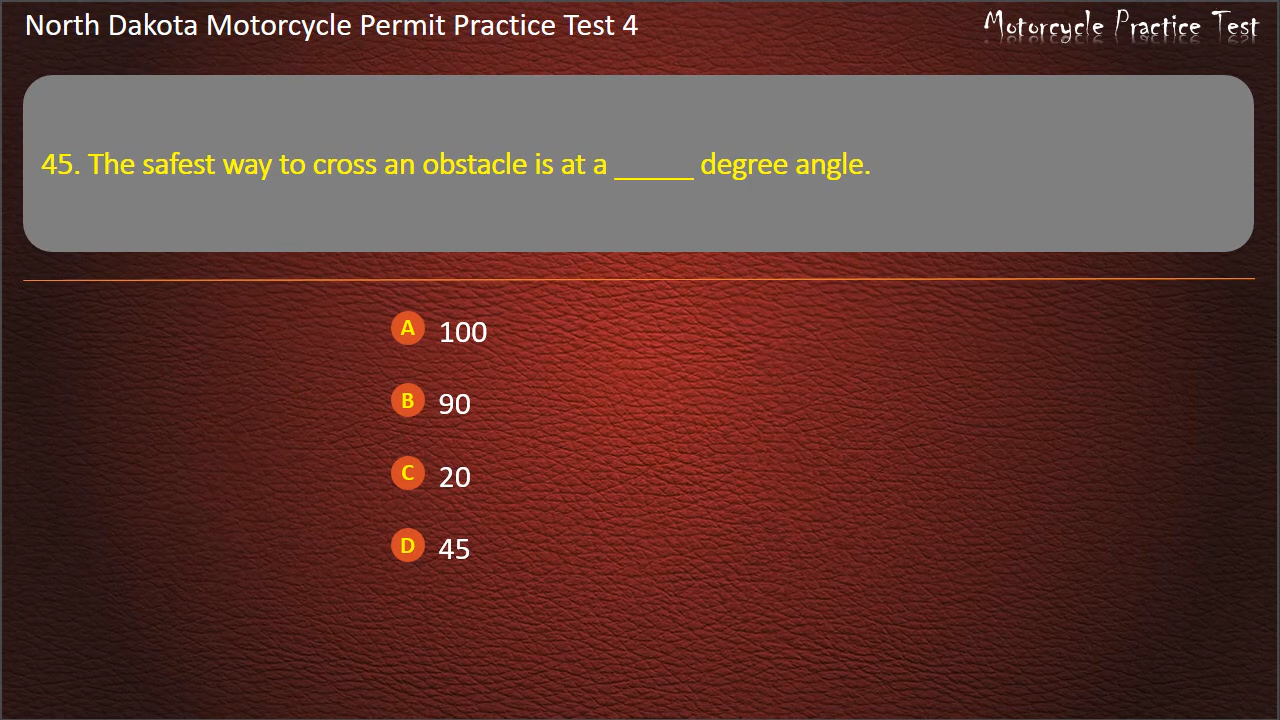 North Dakota Motorcycle Permit Practice Test 4
Motorcycle Practice Test
45. The safest way to cross an obstacle is at a _____ degree angle.
A 100
B 90
C 20
D 45